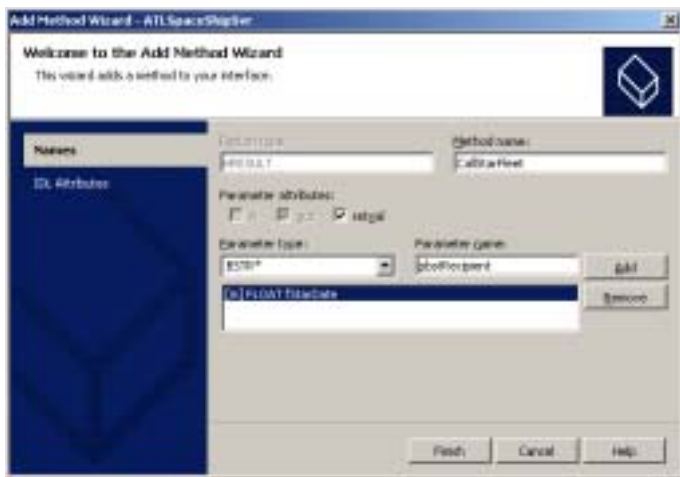 Add Method Wizard - ATLSpaceShipSer
Welcome to the Add Method Wizard
This wizard adds a method to your interface.
Names
IDL Attributes
Return type:
Method name:
HRESULT
CallStarFleet
Parameter attributes:
in
out
retval
Parameter type:
Parameter name:
BSTR*
pbstRecipient
Add
[in] FLOAT fStarDate
Remove
Finish
Cancel
Help